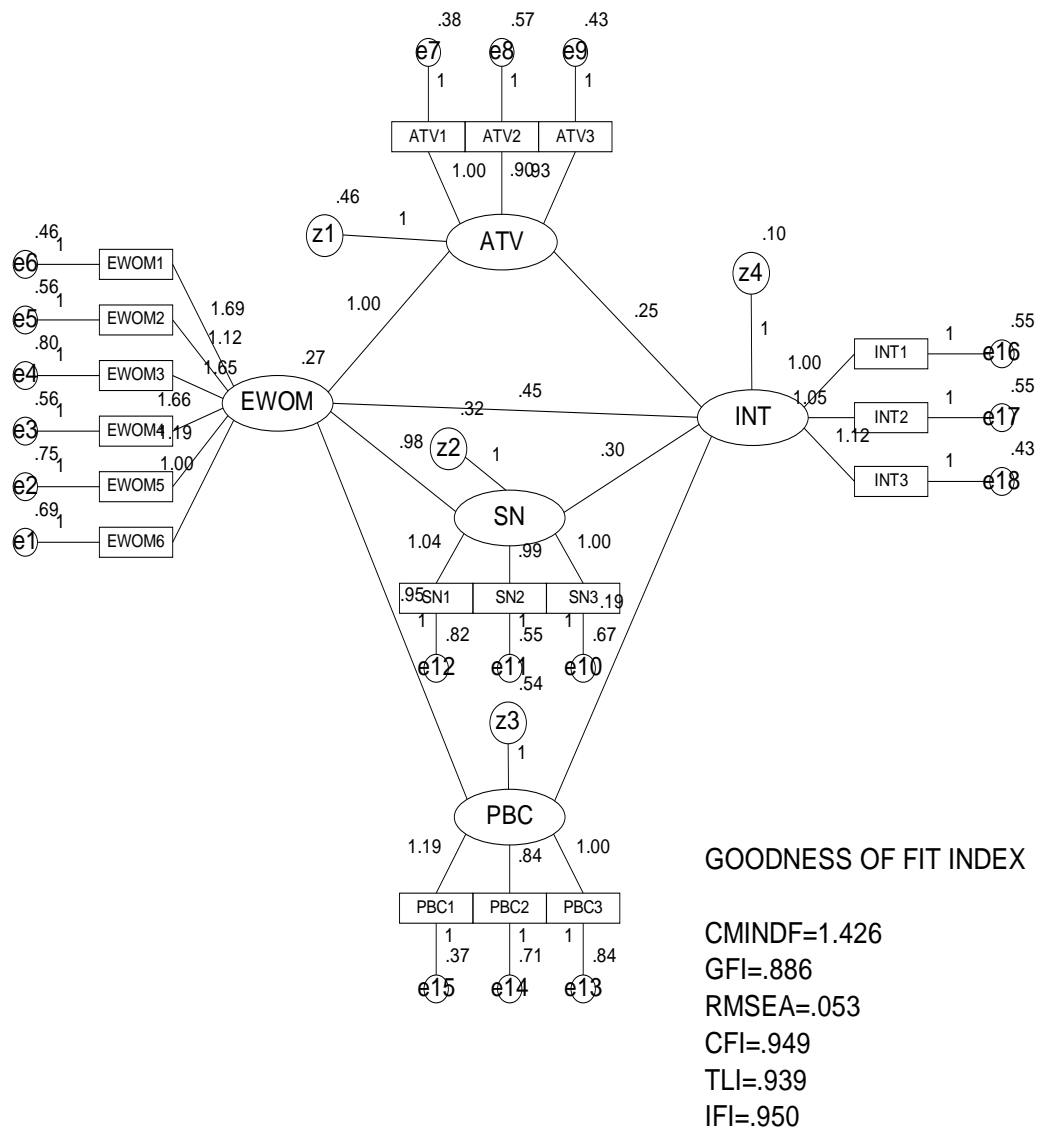 .38 .57 .43
e7 e8 e9
1 1 1
ATV1 ATV2 ATV3
1.00 .90 .93
.46
z1 1 ATV
.10
z4
1
.46
e6 1 EWOM1
.56
e5 1 EWOM2
.80
e4 1 EWOM3
.56
e3 1 EWOM4
.75
e2 1 EWOM5
.69
e1 1 EWOM6
1.69
1.12
1.65
1.66
1.19
1.00
.27
EWOM
1.00
.25
.45
.32
.98
z2 1
.30
SN
INT
1.00
1.05
1.12
INT1 1 .55 e16
INT2 1 .55 e17
INT3 1 .43 e18
1.04 .99 1.00
.95 SN1 SN2 SN3 .19
1 1 1
.82 .55 .67
e12 e11 e10
.54
z3
1
PBC
1.19 .84 1.00
PBC1 PBC2 PBC3
1 1 1
.37 .71 .84
e15 e14 e13
GOODNESS OF FIT INDEX
CMINDF=1.426
GFI=.886
RMSEA=.053
CFI=.949
TLI=.939
IFI=.950